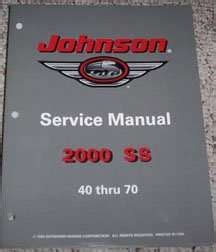 Johnson
Service Manual
2000 SS
40 thru 70